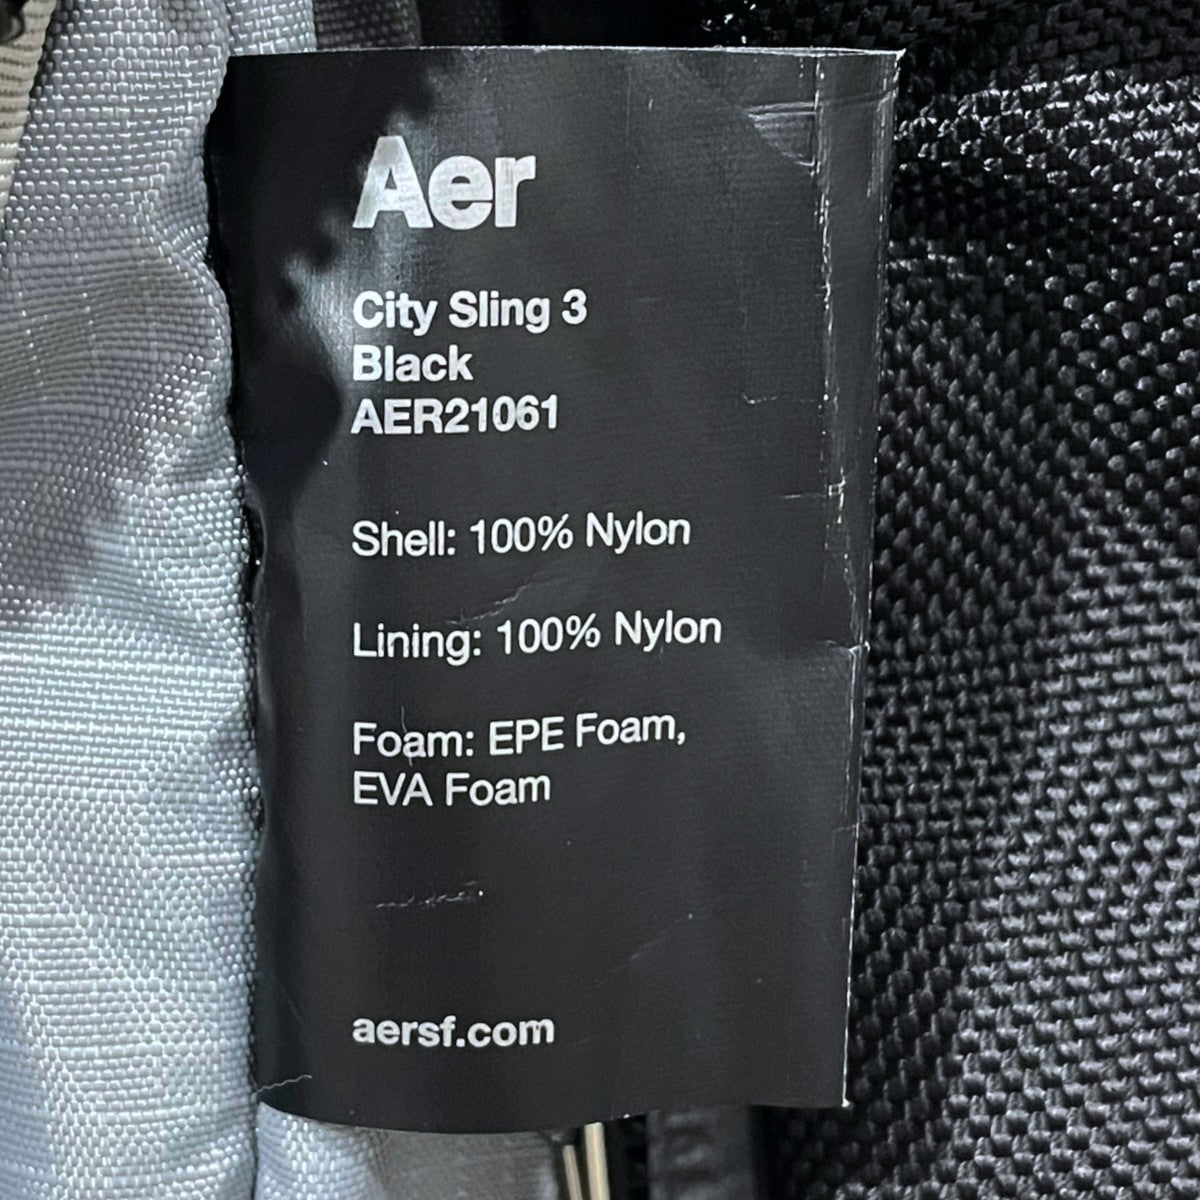 Aer
City Sling 3
Black
AER21061
Shell: 100% Nylon
Lining: 100% Nylon
Foam: EPE Foam,
EVA Foam
aersf.com